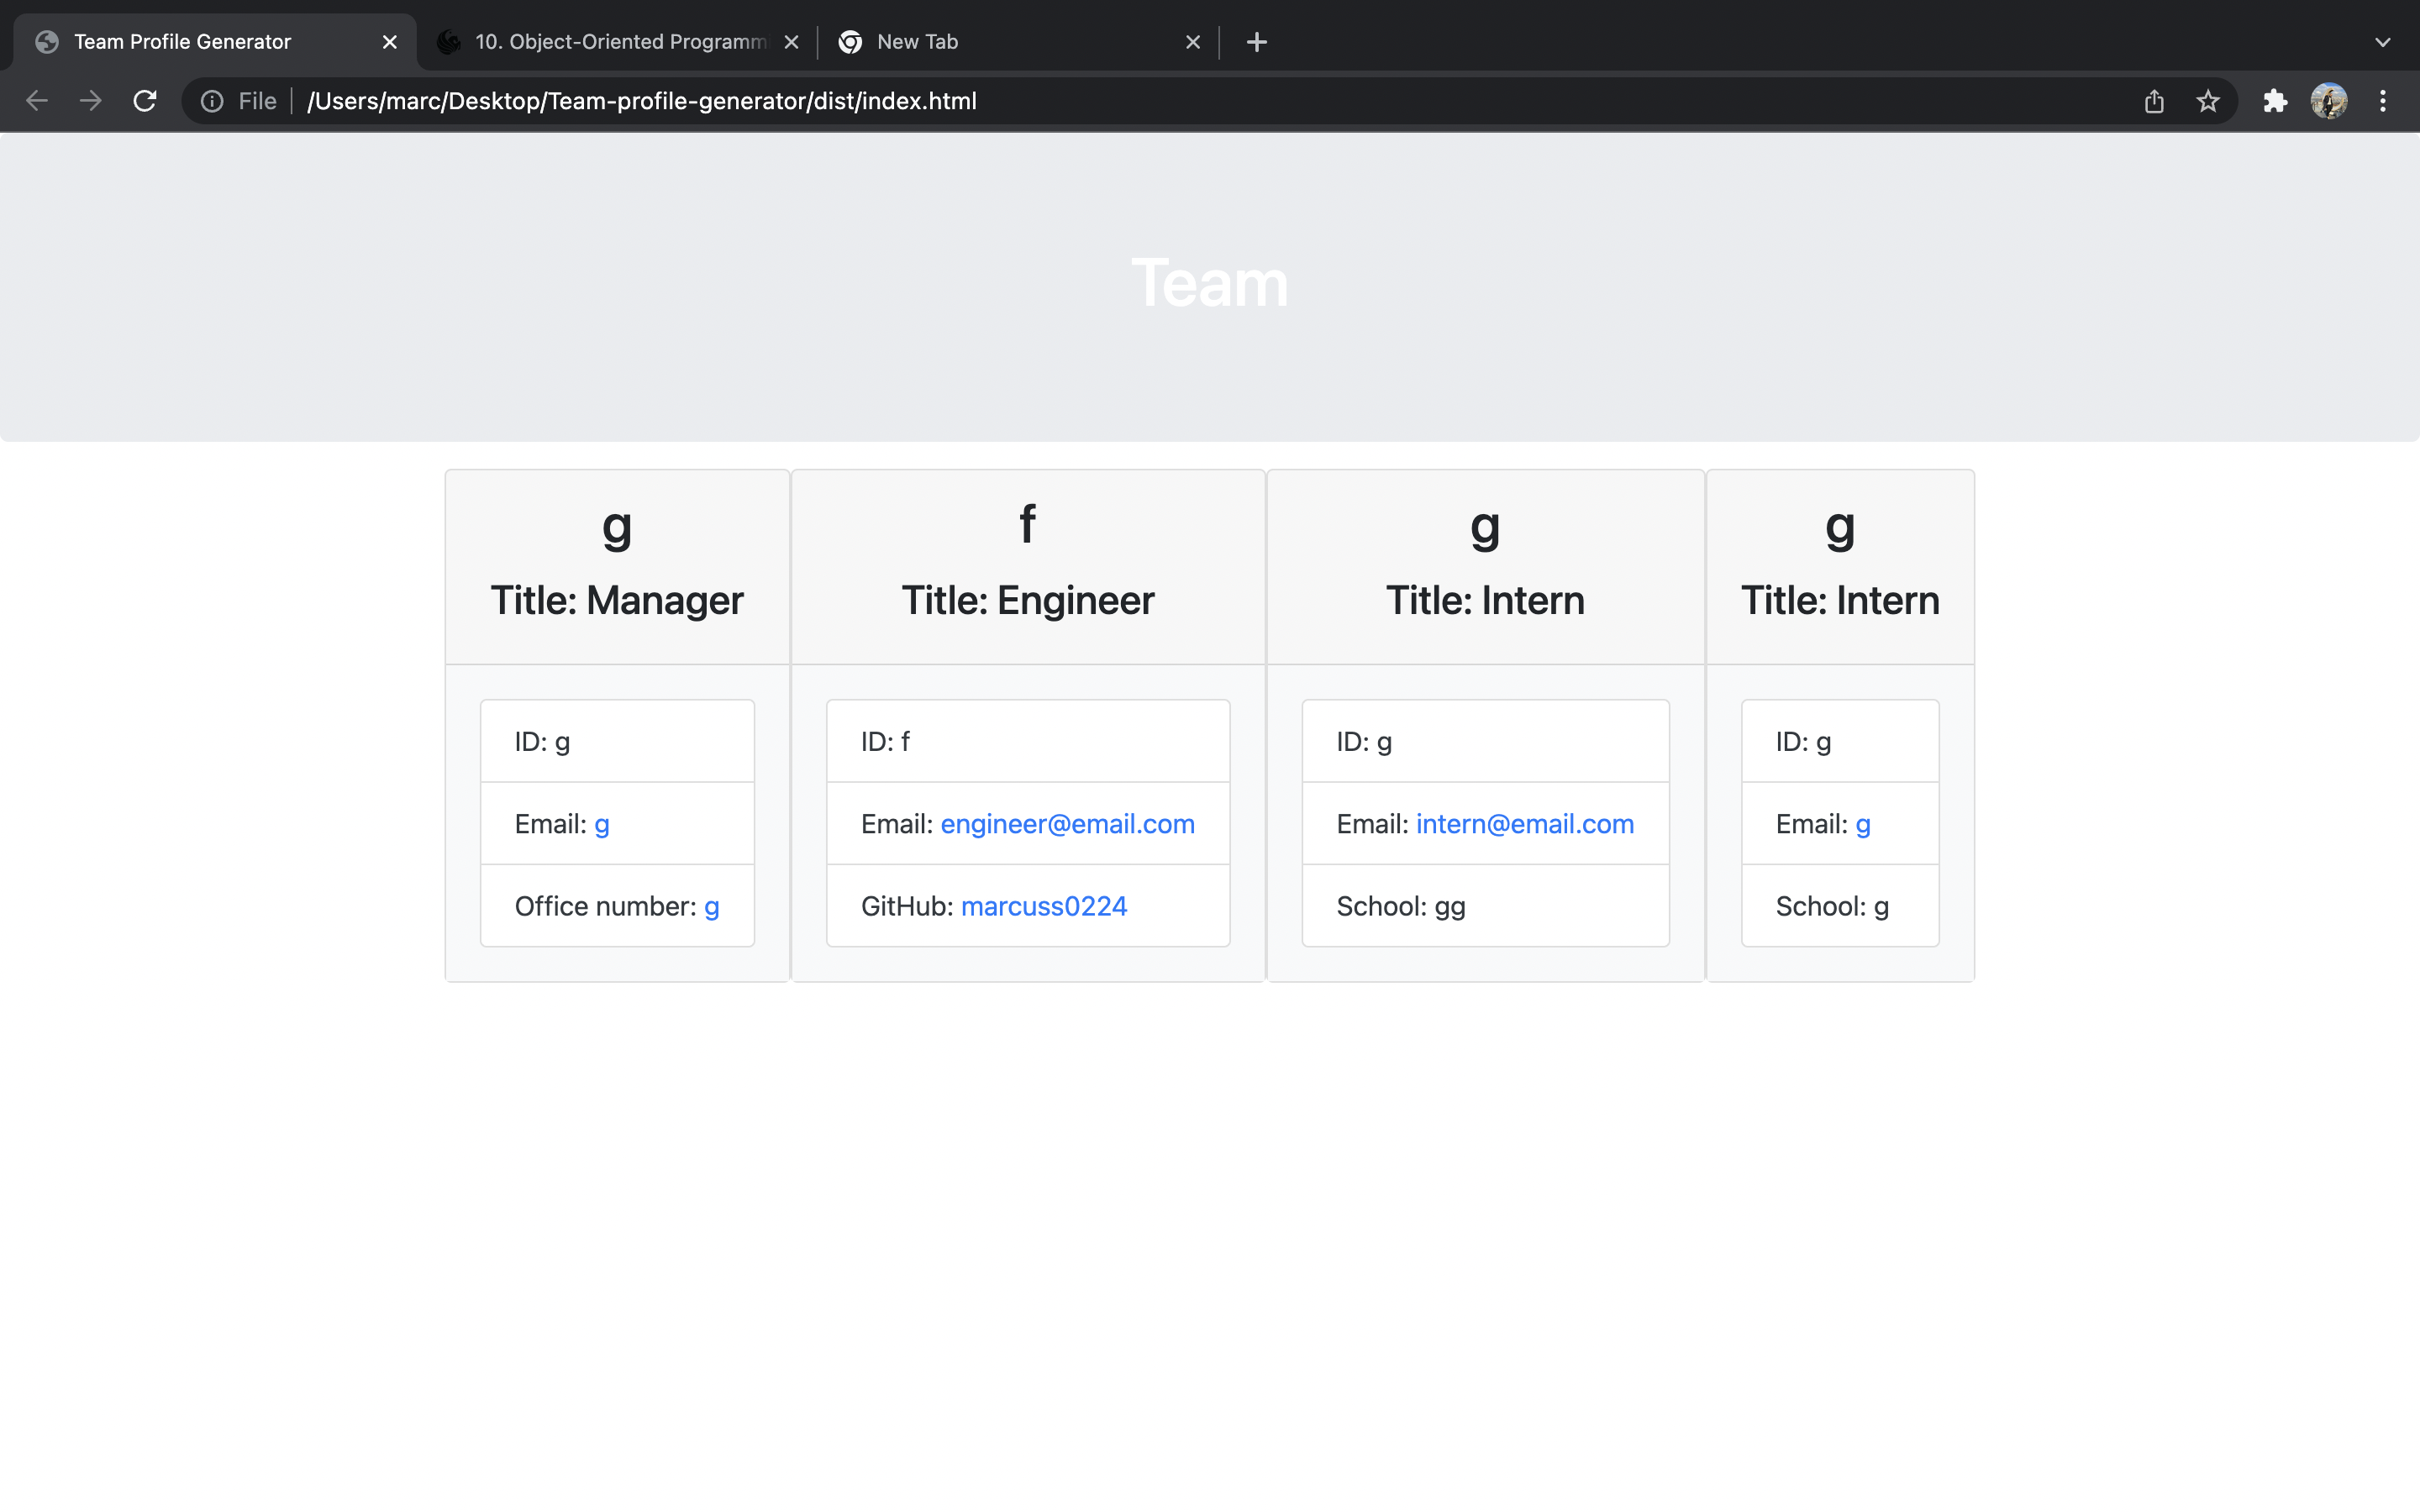 Team Profile Generator
10. Object-Oriented Programm
New Tab
File
/Users/marc/Desktop/Team-profile-generator/dist/index.html
Team
g
Title: Manager
ID: g
Email: g
Office number: g
f
Title: Engineer
ID: f
Email: engineer@email.com
GitHub: marcuss0224
g
Title: Intern
ID: g
Email: intern@email.com
School: gg
g
Title: Intern
ID: g
Email: g
School: g